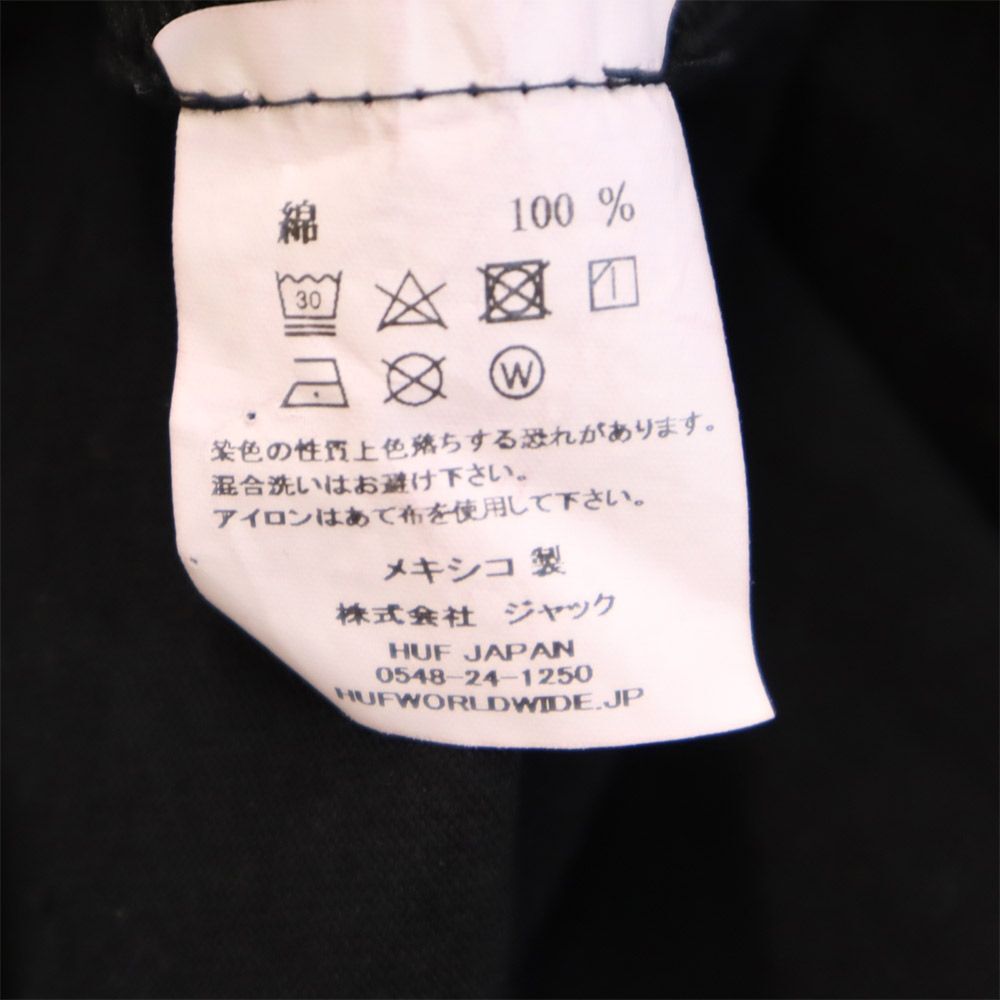 綿 100 %
30
W
染色の性質上色落ちする恐れがあります。
混合洗いはお避け下さい。
アイロンはあて布を使用して下さい。
メキシコ 製
株式会社 ジャック
HUF JAPAN
0548-24-1250
HUFWORLDWIDE.JP